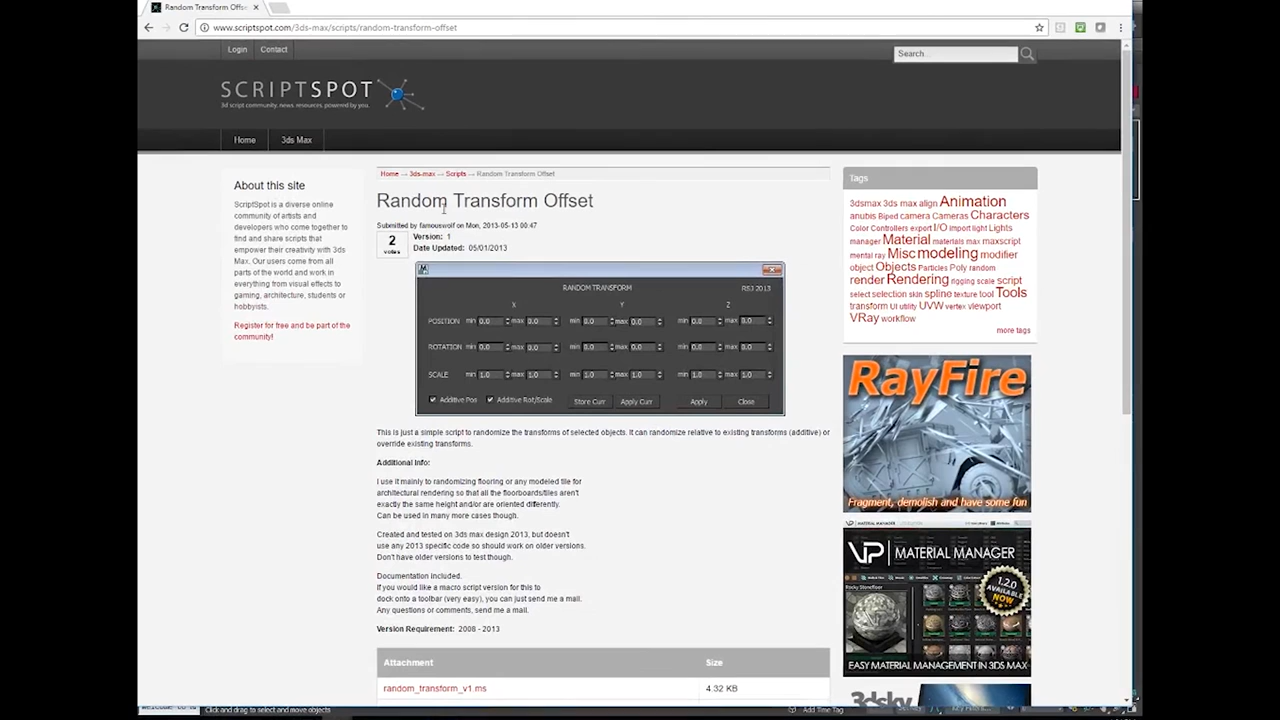 Random Transform Offset
www.scriptspot.com/3ds-max/scripts/random-transform-offset
Login
Contact
Search...
SCRIPTSPOT
3d script community, news resources, powered by you.
Home
3ds Max
About this site
ScriptSpot is a diverse online
community of artists and
developers who come together to
find and share scripts that
empower their creativity with 3ds
Max. Our users come from all
parts of the world and work in
everything from visual effects to
gaming, architecture, students or
hobbyists.
Register for free and be part of the
community!
Home → 3ds-max → Scripts → Random Transform Offset
Random Transform Offset
Submitted by famouswolf on Mon, 2013-05-13 00:47
2
votes
Version: 1
Date Updated: 05/01/2013
RANDOM TRANSFORM
RSJ 2013
X Y Z
POSITION min 0.0 max 0.0 min 0.0 max 0.0 min 0.0 max 0.0
ROTATION min 0.0 max 0.0 min 0.0 max 0.0 min 0.0 max 0.0
SCALE min 1.0 max 1.0 min 1.0 max 1.0 min 1.0 max 1.0
Additive Pos Additive Rot/Scale Store Curr Apply Curr Apply Close
This is just a simple script to randomize the transforms of selected objects. It can randomize relative to existing transforms (additive) or
override existing transforms.
Additional Info:
I use it mainly to randomizing flooring or any modeled tile for
architectural rendering so that all the floorboards/tiles aren't
exactly the same height and/or are oriented differently.
Can be used in many more cases though.
Created and tested on 3ds max design 2013, but doesn't
use any 2013 specific code so should work on older versions.
Don't have older versions to test though.
Documentation included.
If you would like a macro script version for this to
dock onto a toolbar (very easy), you can just send me a mail.
Any questions or comments, send me a mail.
Version Requirement: 2008 - 2013
Attachment Size
random_transform_v1.ms 4.32 KB
Tags
3dsmax 3ds max align Animation
anubis Biped camera Cameras Characters
Color Controllers export I/O Import light Lights
manager Material materials max maxscript
mental ray Misc modeling modifier
object Objects Particles Poly random
render Rendering rigging scale script
select selection skin spline texture tool Tools
transform UI utility UVW vertex viewport
VRay workflow
more tags
RayFire
Fragment, demolish and have some fun
VP MATERIAL MANAGER
1.2.0
AVAILABLE
NOW
EASY MATERIAL MANAGEMENT IN 3DS MAX
3dsky
Click and drag to select and move objects
Add Time Tag